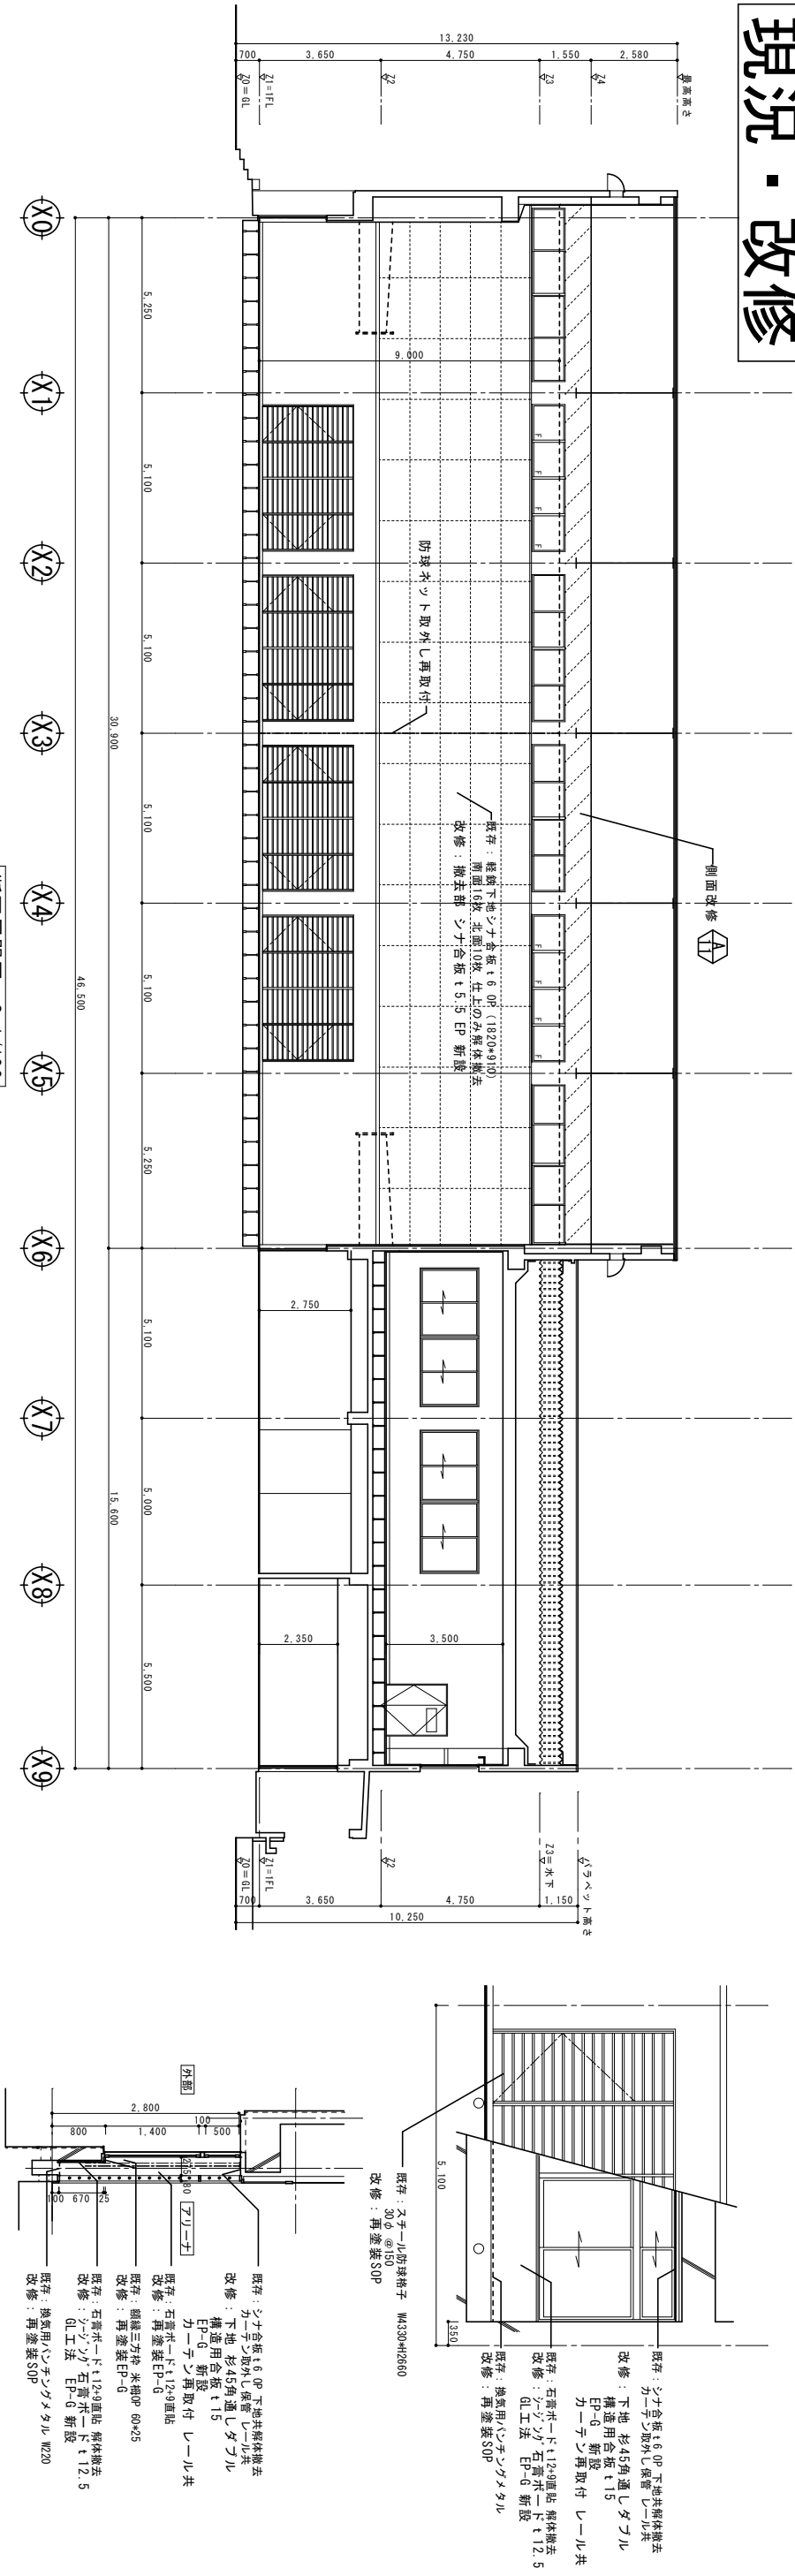 現況・改修
13,230
700
3,650
4,750
1,550
2,580
Z0=GL
Z1=1FL
Z2
Z3
Z4
最高高さ
9,000
防球ネット取外し再取付
既存：軽鉄下地シナ合板ｔ6 OP (1820*910)
南面16枚 北面10枚 仕上のみ解体撤去
改修：撤去部 シナ合板ｔ5.5 EP 新設
側面改修
A
11
F
F
F
F
F
F
X0
X1
X2
X3
X4
X5
X6
X7
X8
X9
5,250
5,100
5,100
5,100
5,100
5,250
5,100
5,000
5,500
30,900
15,600
46,500
2,750
2,350
3,500
Z0=GL
Z1=1FL
Z2
Z3=水下
パラペット高さ
700
3,650
4,750
1,150
10,250
5,100
350
既存：スチール防球格子 W4330*H2660
30φ @150
改修：再塗装SOP
既存：シナ合板ｔ6 OP 下地共解体撤去
カーテン取外し保管 レール共
改修：下地 杉45角通しダブル
構造用合板ｔ15
EP-G 新設
カーテン再取付 レール共
既存：石膏ボードｔ12+9直貼 解体撤去
改修：シージング石膏ボードｔ12.5
GL工法 EP-G 新設
既存：換気用パンチングメタル
改修：再塗装SOP
外部
アリーナ
2,800
800
1,400
100
500
100
670
25
既存：シナ合板ｔ6 OP 下地共解体撤去
カーテン取外し保管 レール共
改修：下地 杉45角通しダブル
構造用合板ｔ15
EP-G 新設
カーテン再取付 レール共
既存：石膏ボードｔ12+9直貼
改修：再塗装EP-G
既存：額縁三方枠 米栂OP 60*25
改修：再塗装EP-G
既存：石膏ボードｔ12+9直貼 解体撤去
改修：シージング石膏ボードｔ12.5
GL工法 EP-G 新設
既存：換気用パンチングメタル W220
改修：再塗装SOP